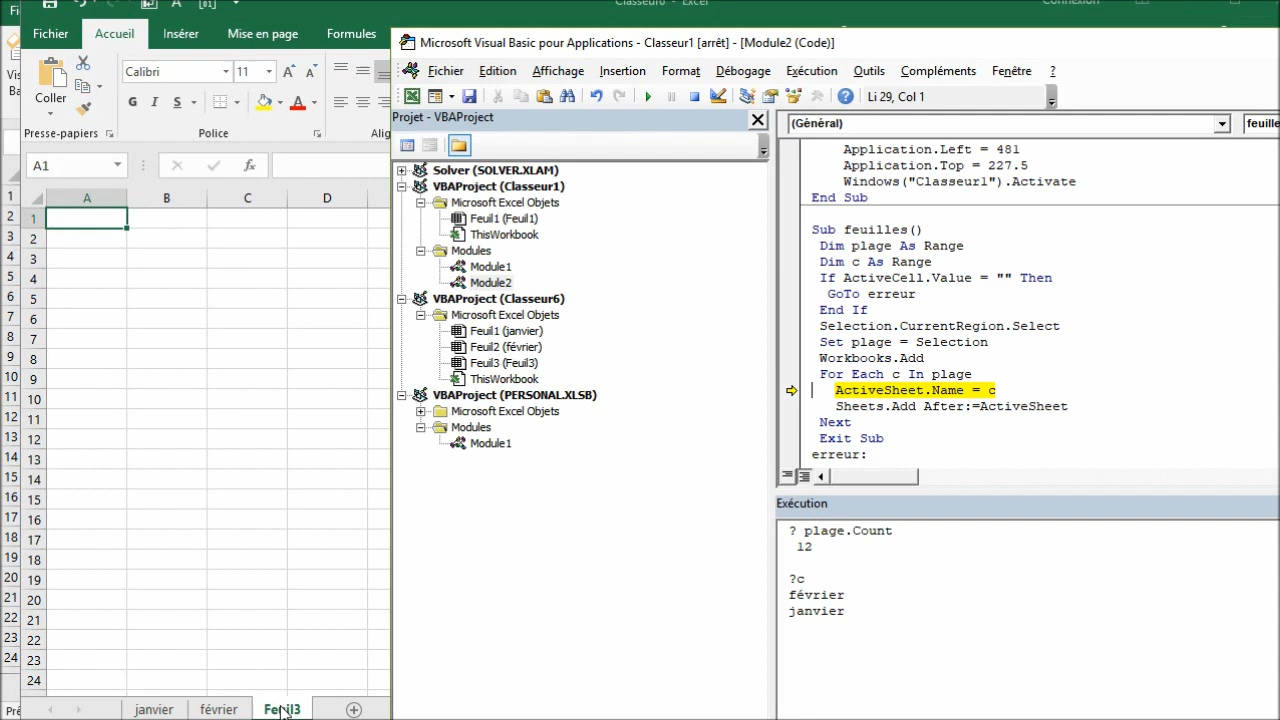 Classeur6 - Excel
Connexion
Fichier Accueil Insérer Mise en page Formules
Coller
Calibri 11
G I S
Presse-papiers
Police
Alig
A1
fx
A B C D
1
2
3
4
5
6
7
8
9
10
11
12
13
14
15
16
17
18
19
20
21
22
23
24
janvier février Feuil3
Microsoft Visual Basic pour Applications - Classeur1 [arrêt] - [Module2 (Code)]
Fichier Edition Affichage Insertion Format Débogage Exécution Outils Compléments Fenêtre ?
Li 29, Col 1
Projet - VBAProject
Solver (SOLVER.XLAM)
VBAProject (Classeur1)
Microsoft Excel Objets
Feuil1 (Feuil1)
ThisWorkbook
Modules
Module1
Module2
VBAProject (Classeur6)
Microsoft Excel Objets
Feuil1 (janvier)
Feuil2 (février)
Feuil3 (Feuil3)
ThisWorkbook
VBAProject (PERSONAL.XLSB)
Microsoft Excel Objets
Modules
Module1
(Général)
feuille
Application.Left = 481
Application.Top = 227.5
Windows("Classeur1").Activate
End Sub
Sub feuilles()
Dim plage As Range
Dim c As Range
If ActiveCell.Value = "" Then
GoTo erreur
End If
Selection.CurrentRegion.Select
Set plage = Selection
Workbooks.Add
For Each c In plage
ActiveSheet.Name = c
Sheets.Add After:=ActiveSheet
Next
Exit Sub
erreur:
Exécution
? plage.Count
12
?c
février
janvier